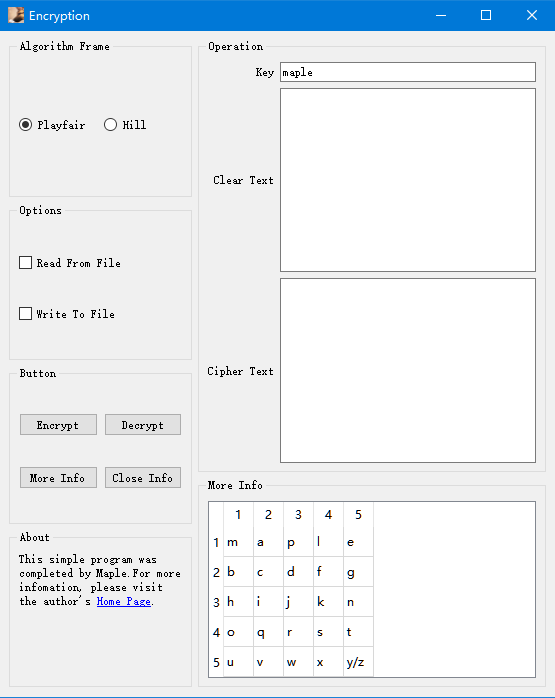 Encryption
Algorithm Frame
Playfair Hill
Options
Read From File
Write To File
Button
Encrypt Decrypt
More Info Close Info
About
This simple program was
completed by Maple.For more
infomation, please visit
the author's Home Page.
Operation
Key maple
Clear Text
Cipher Text
More Info
1 2 3 4 5
1 m a p l e
2 b c d f g
3 h i j k n
4 o q r s t
5 u v w x y/z